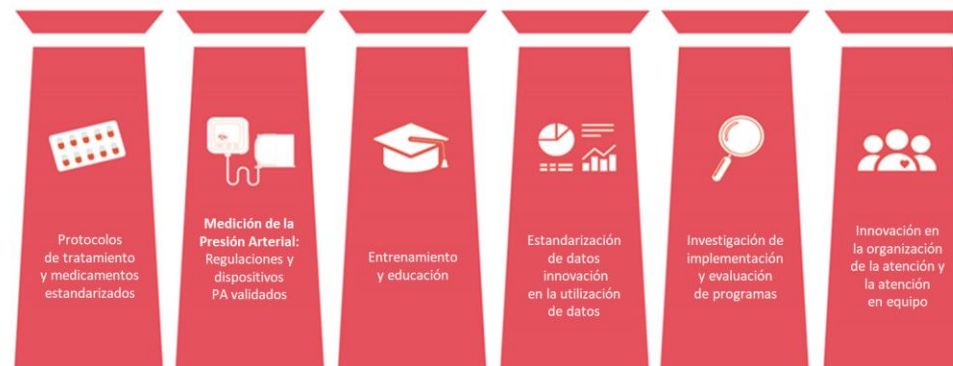 Protocolos
de tratamiento
y medicamentos
estandarizados
Medición de la
Presión Arterial:
Regulaciones y
dispositivos
PA validados
Entrenamiento
y educación
Estandarización
de datos
innovación
en la utilización
de datos
Investigación de
implementación
y evaluación
de programas
Innovación en
la organización
de la atención y
la atención
en equipo